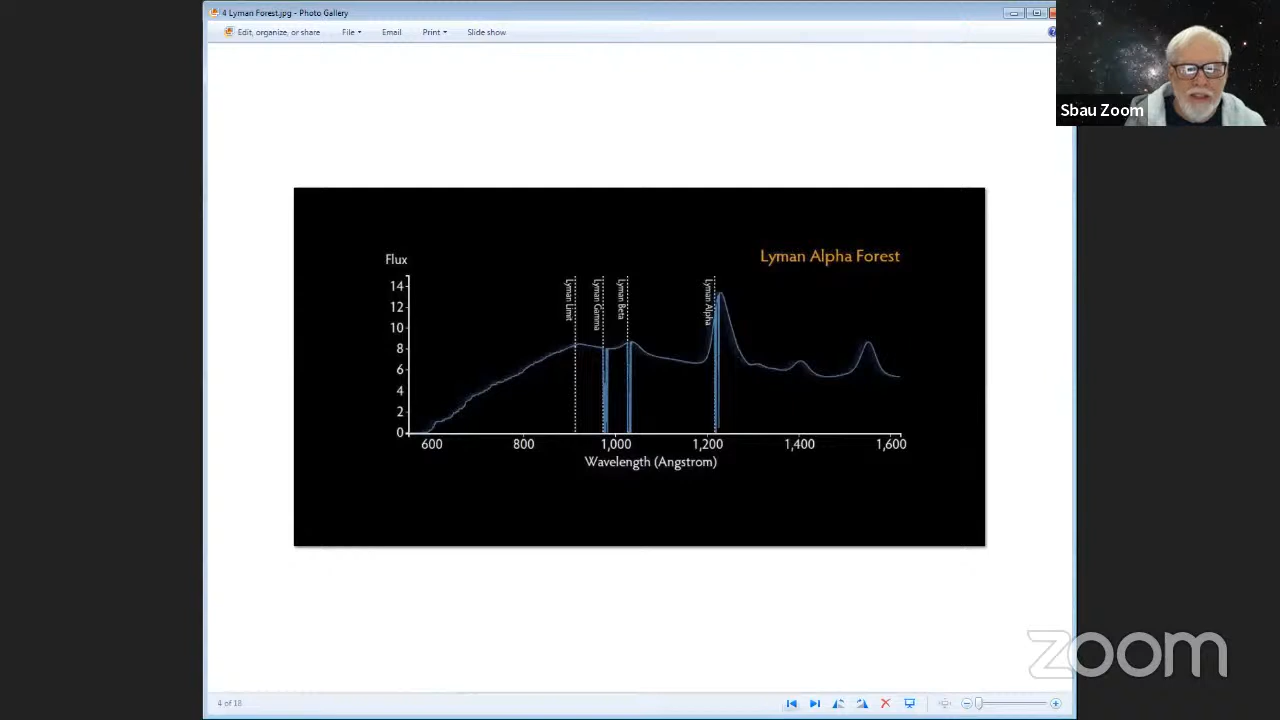 4 Lyman Forest.jpg - Photo Gallery
Edit, organize, or share File Email Print Slide show
Sbau Zoom
Lyman Alpha Forest
Flux
14
12
10
8
6
4
2
0
Lyman Limit
Lyman Gamma
Lyman Beta
Lyman Alpha
600 800 1,000 1,200 1,400 1,600
Wavelength (Angstrom)
zoom
4 of 18